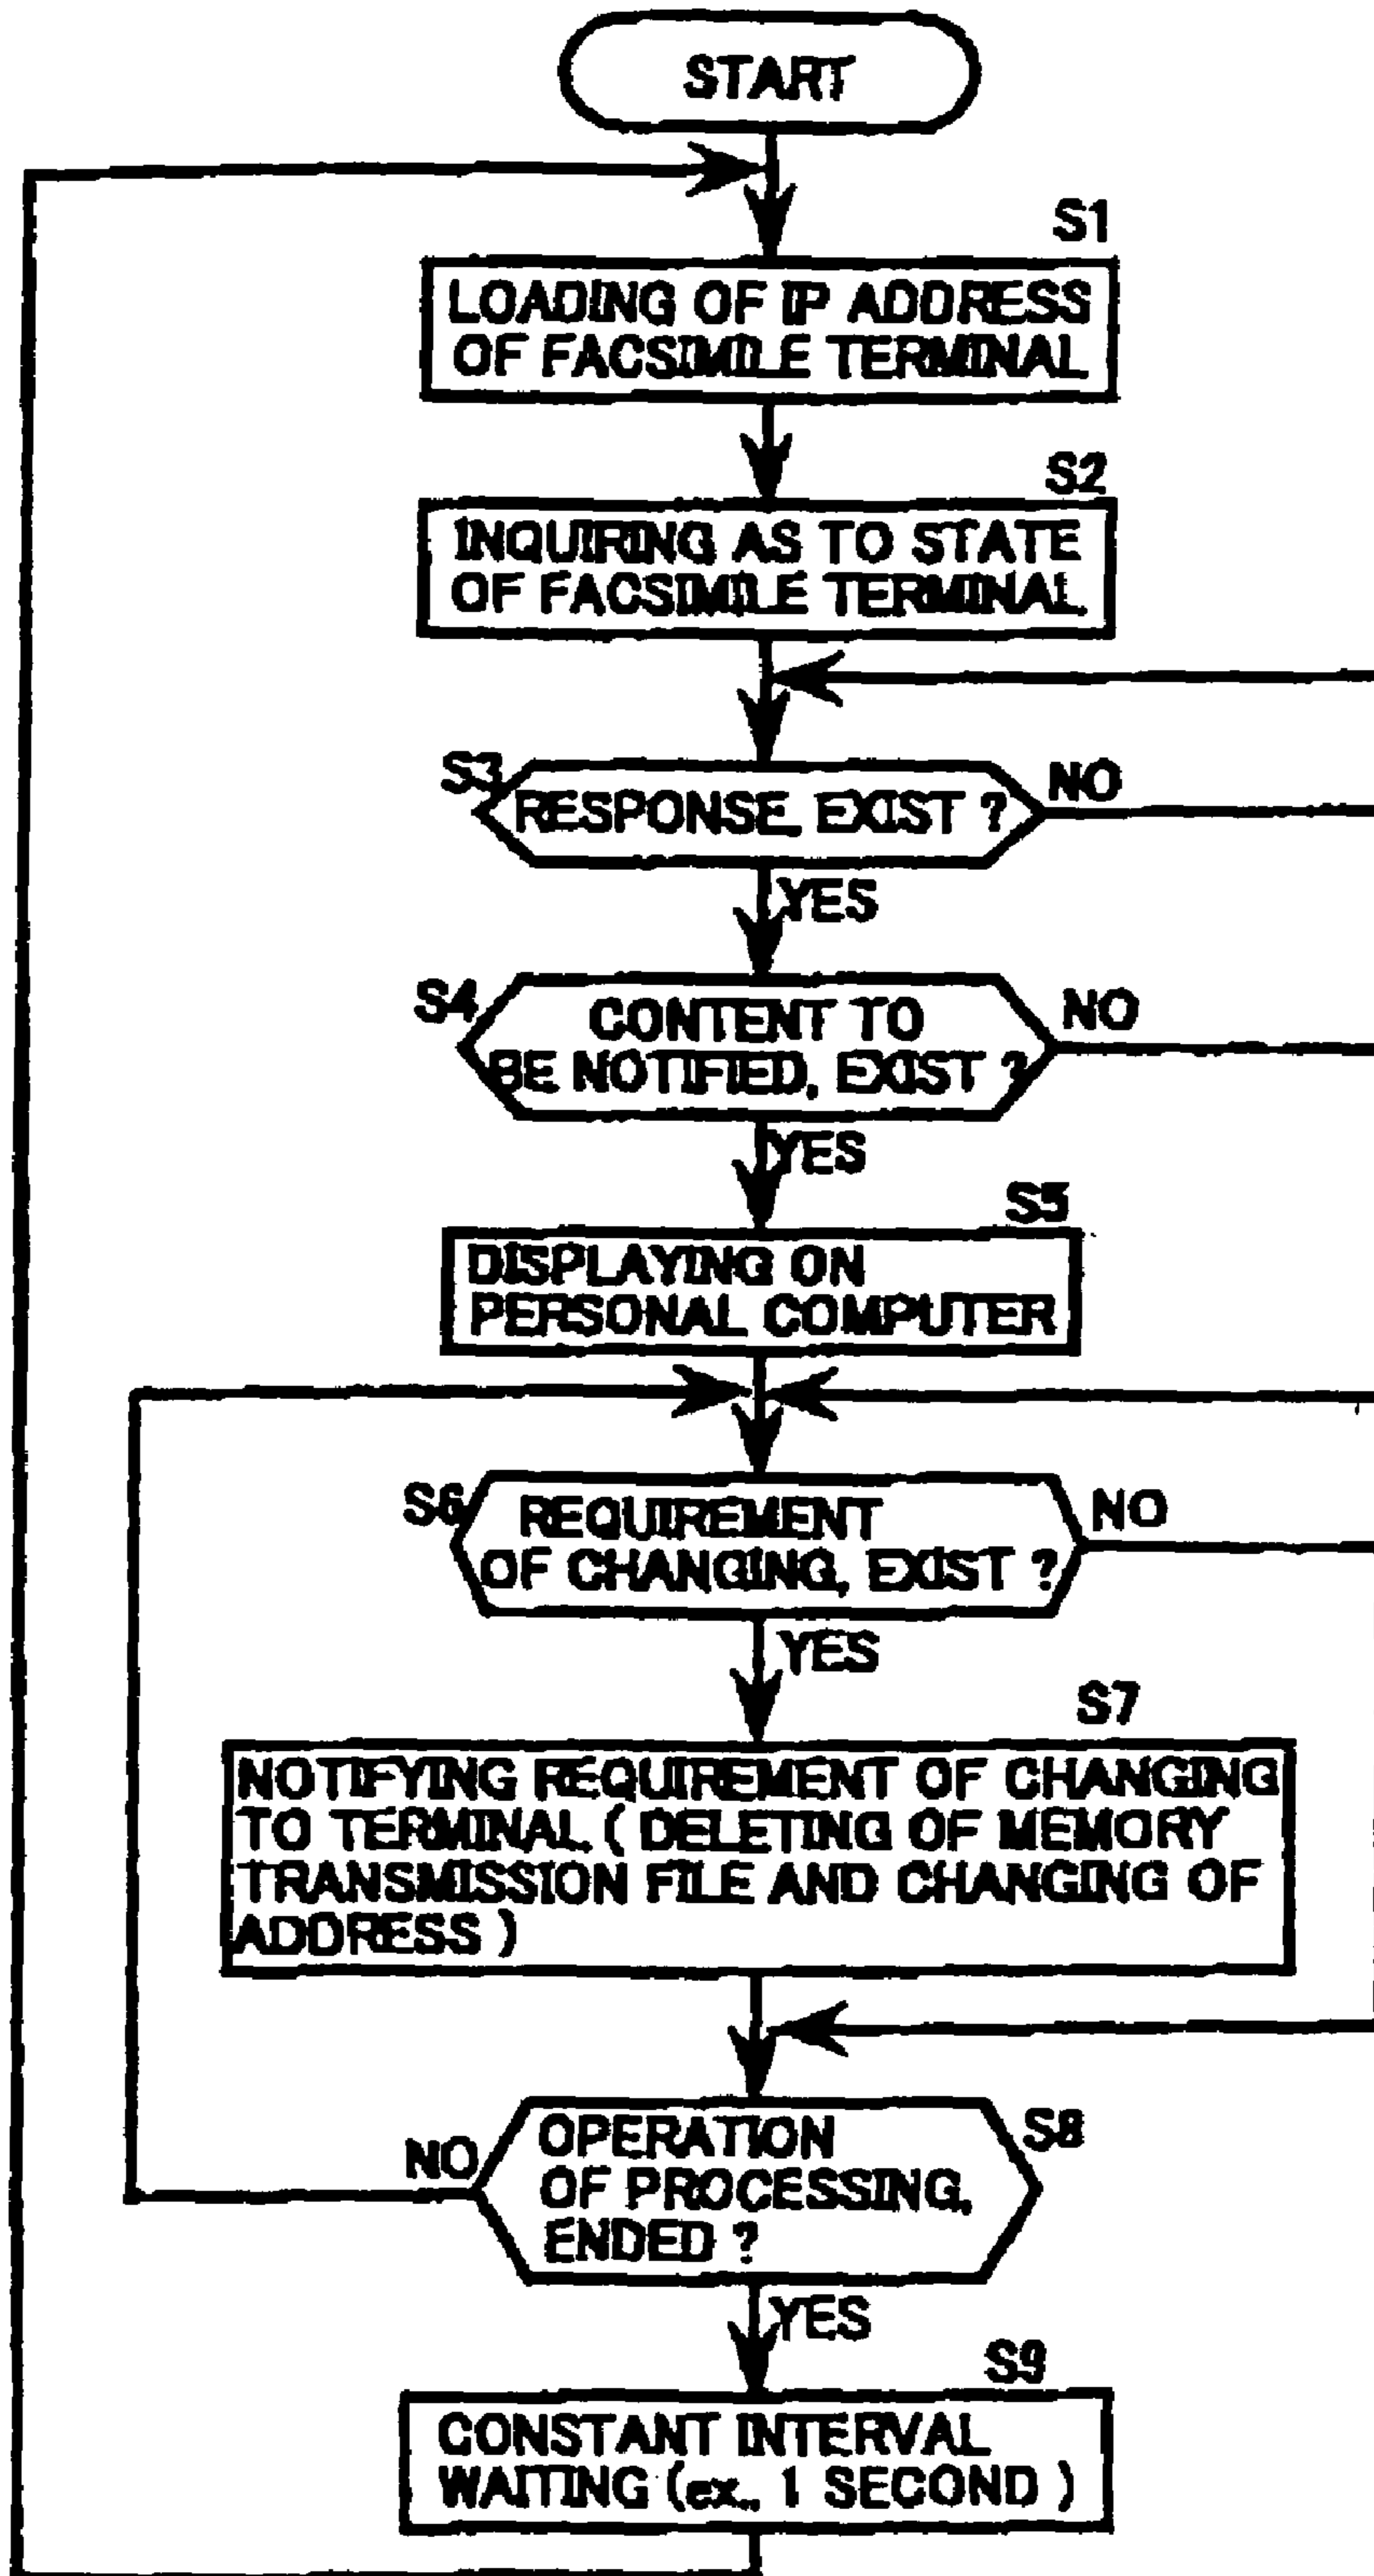 START
S1
LOADING OF IP ADDRESS
OF FACSIMILE TERMINAL
S2
INQUIRING AS TO STATE
OF FACSIMILE TERMINAL
S3
RESPONSE, EXIST ?
NO
YES
S4
CONTENT TO
BE NOTIFIED, EXIST ?
NO
YES
S5
DISPLAYING ON
PERSONAL COMPUTER
S6
REQUIREMENT
OF CHANGING, EXIST ?
NO
YES
S7
NOTIFYING REQUIREMENT OF CHANGING
TO TERMINAL ( DELETING OF MEMORY
TRANSMISSION FILE AND CHANGING OF
ADDRESS )
NO
OPERATION
OF PROCESSING,
ENDED ?
S8
YES
S9
CONSTANT INTERVAL
WAITING (ex., 1 SECOND )